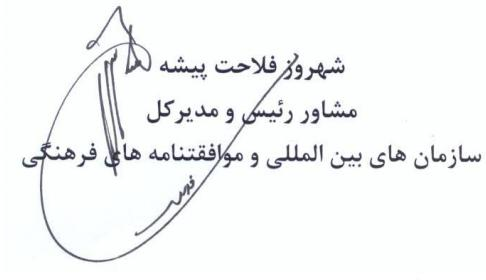 شهروز فلاحت پیشه
مشاور رئیس و مدیرکل
سازمان های بین المللی و موافقتنامه های فرهنگی